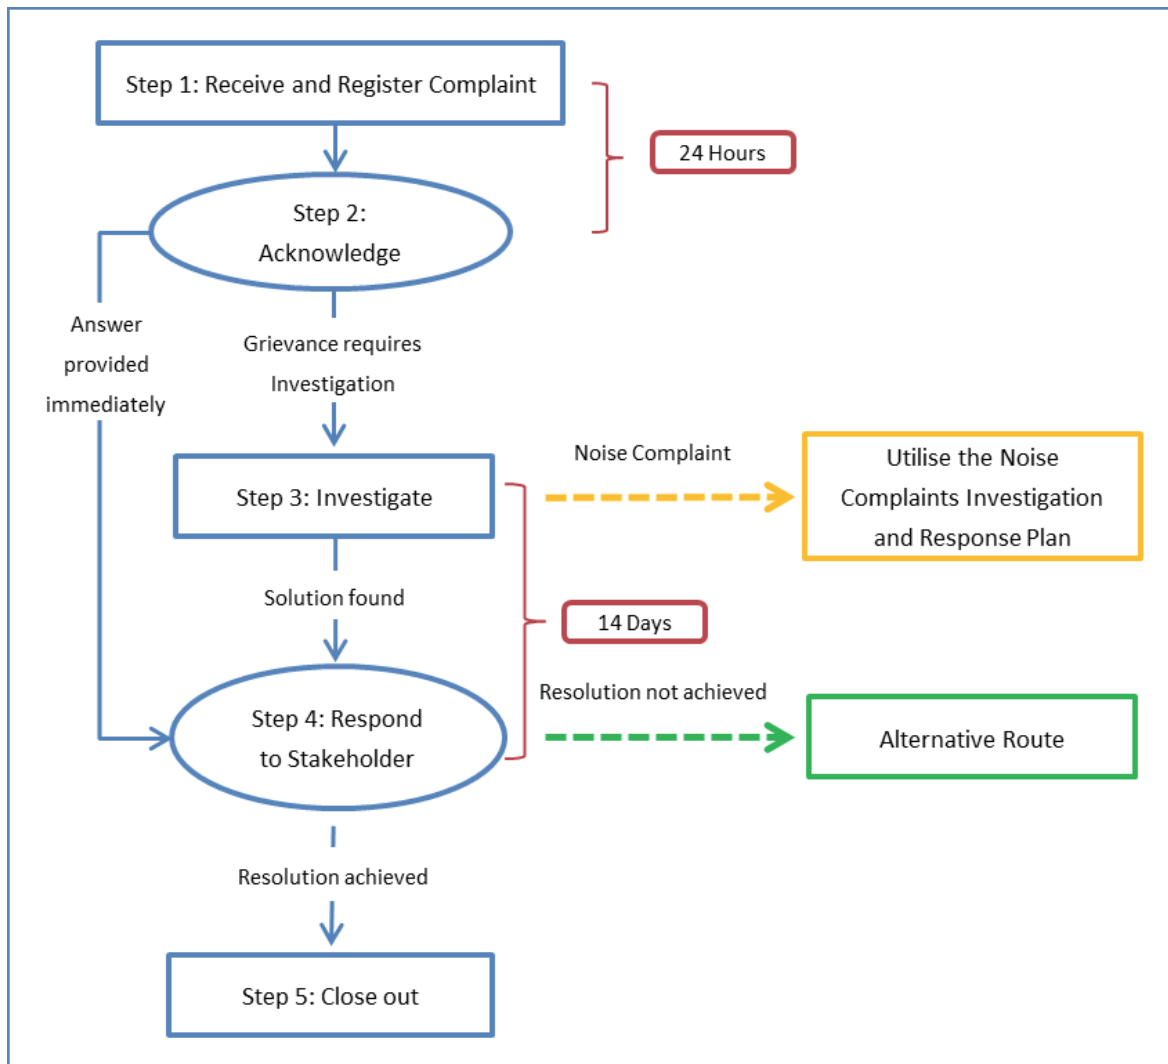 Step 1: Receive and Register Complaint
24 Hours
Step 2:
Acknowledge
Answer
provided
immediately
Grievance requires
Investigation
Step 3: Investigate
Noise Complaint
Utilise the Noise
Complaints Investigation
and Response Plan
Solution found
14 Days
Step 4: Respond
to Stakeholder
Resolution not achieved
Alternative Route
Resolution achieved
Step 5: Close out